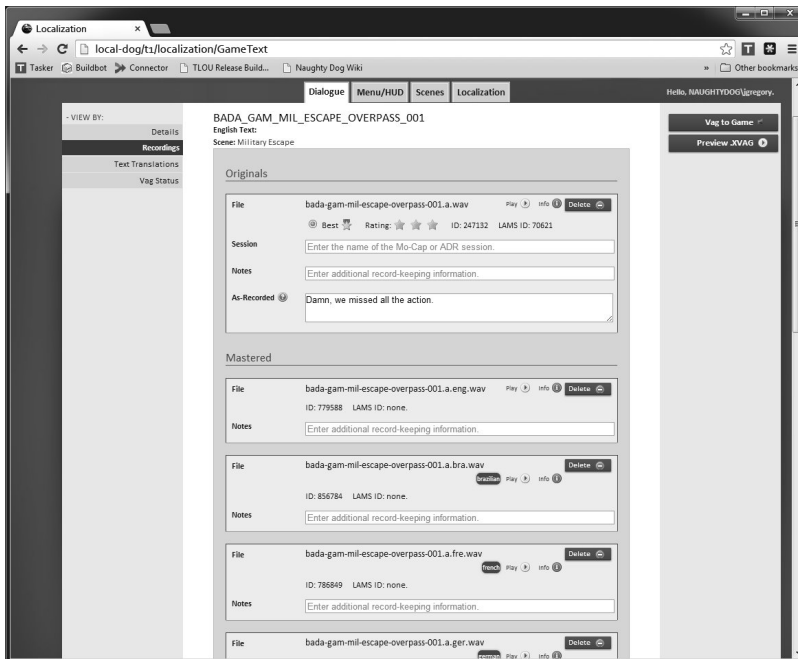 Localization
local-dog/t1/localization/GameText
Tasker Buildbot Connector TLOU Release Build... Naughty Dog Wiki » Other bookmarks
Dialogue Menu/HUD Scenes Localization Hello, NAUGHTYDOG\jgregory.
- VIEW BY:
Details
Recordings
Text Translations
Vag Status
BADA_GAM_MIL_ESCAPE_OVERPASS_001
English Text:
Scene: Military Escape
Vag to Game
Preview .XVAG
Originals
File bada-gam-mil-escape-overpass-001.a.wav Play Info Delete
Best Rating: ID: 247132 LAMS ID: 70621
Session Enter the name of the Mo-Cap or ADR session.
Notes Enter additional record-keeping information.
As-Recorded Damn, we missed all the action.
Mastered
File bada-gam-mil-escape-overpass-001.a.eng.wav Play Info Delete
ID: 779588 LAMS ID: none.
Notes Enter additional record-keeping information.
File bada-gam-mil-escape-overpass-001.a.bra.wav Delete
brazilian Play Info
ID: 856784 LAMS ID: none.
Notes Enter additional record-keeping information.
File bada-gam-mil-escape-overpass-001.a.fre.wav Delete
french Play Info
ID: 786849 LAMS ID: none.
Notes Enter additional record-keeping information.
File bada-gam-mil-escape-overpass-001.a.ger.wav Delete
german Play Info